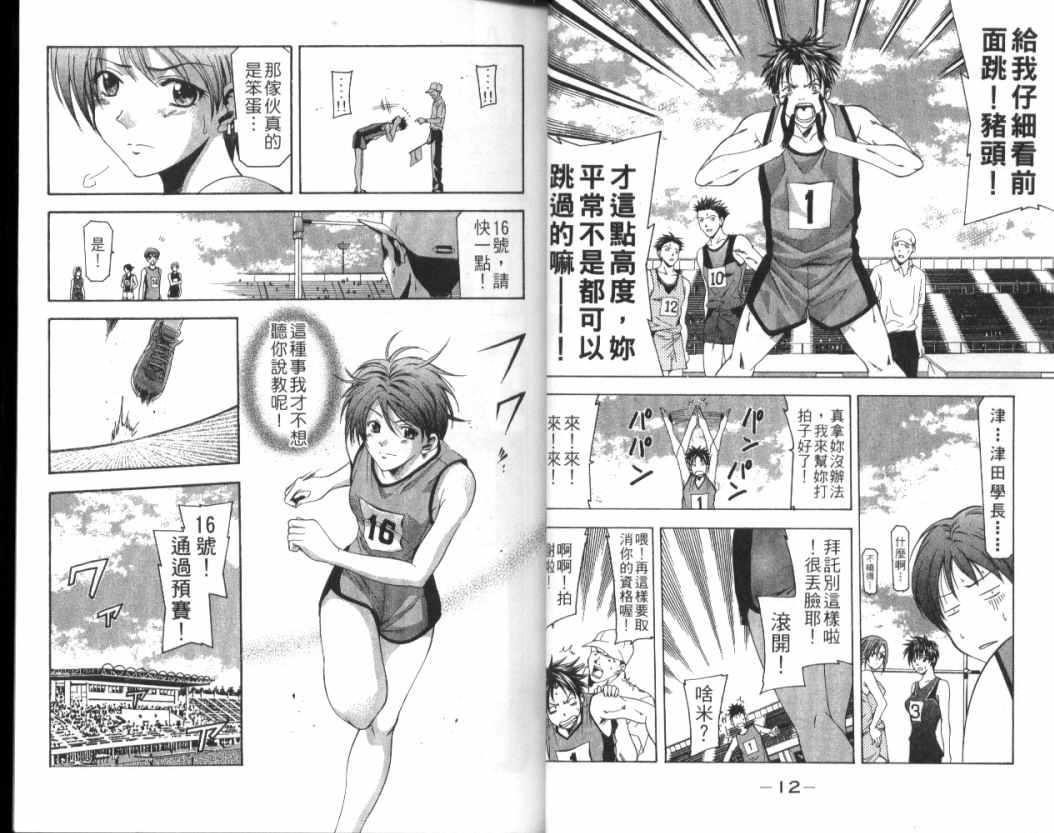 給我仔細看前
面跳！豬頭！
才這點高度，妳
平常不是都可以
跳過的嘛———！
1
10
12
津…津田學長……
什麼啊…
不曉得…
3
真拿妳沒辦法
，我來幫妳打
拍子好了！
パン
パン
パン
來！來！
來！來！
1
拜託別這樣啦
！很丟臉耶！
滾開！
啥米？
喂！再這樣要取
消你的資格喔！
啊啊！拍
謝啦！
1
－12－
…！！
…！！
那傢伙真的
是笨蛋…
16號，請
快一點！
是！
這種事我才不想
聽你說教呢！
フッ
16
16號！
通過預賽！
ワァ
ワァ